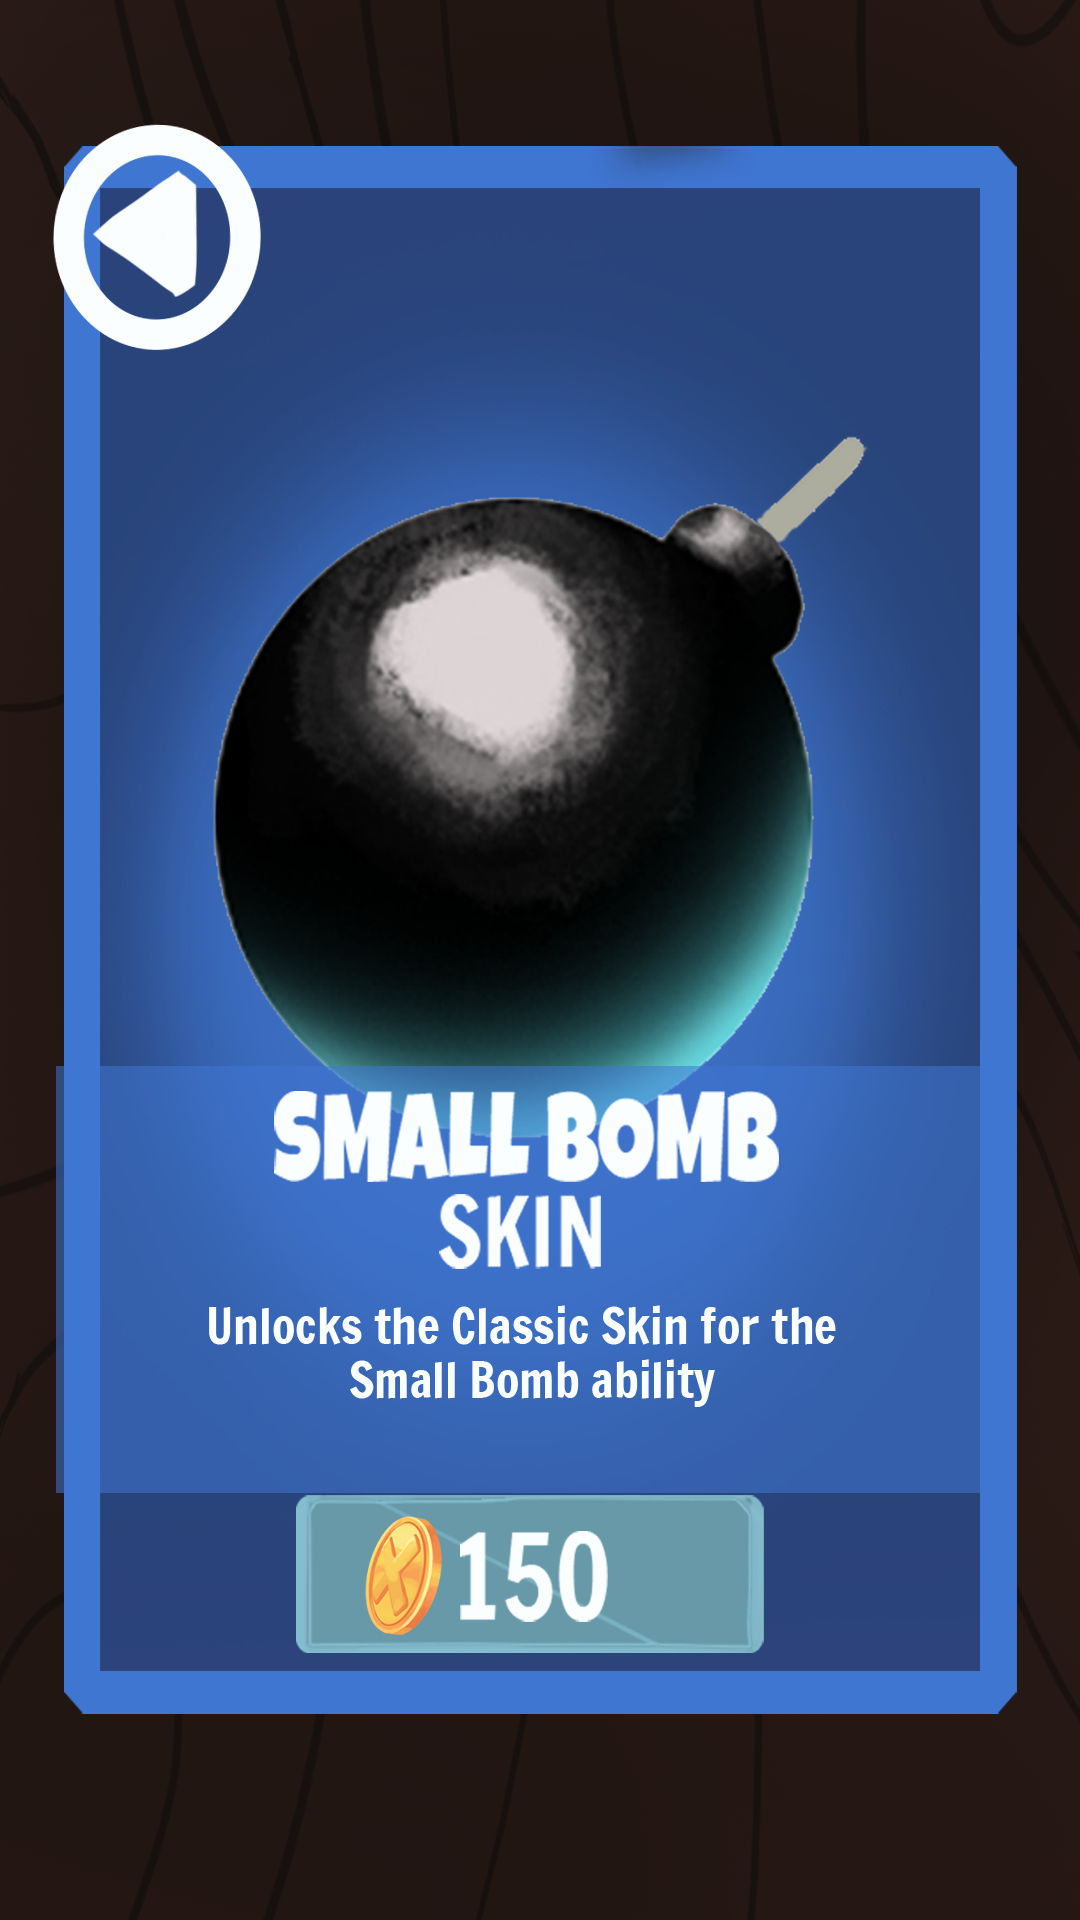 SMALL BOMB
SKIN
Unlocks the Classic Skin for the
Small Bomb ability
150